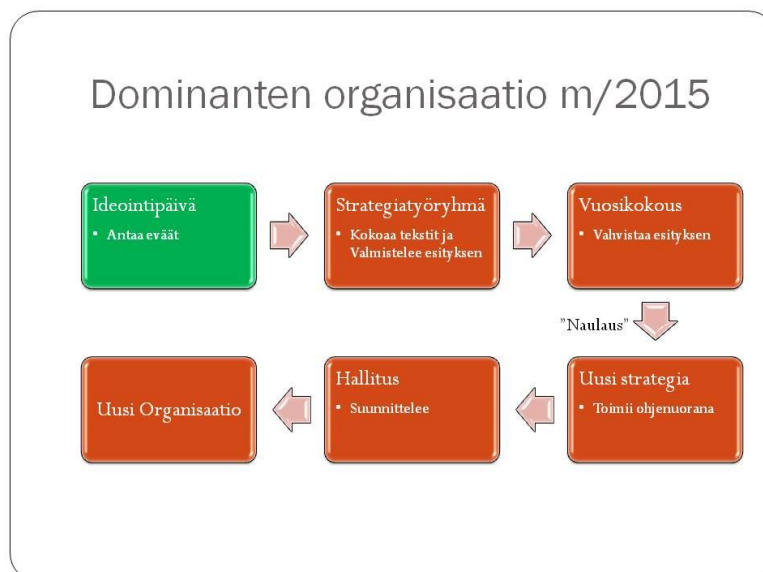 Dominanten organisaatio m/2015
Ideointipäivä
▪ Antaa eväät
Strategiatyöryhmä
▪ Kokoaa tekstit ja
Valmistelee esityksen
Vuosikokous
▪ Vahvistaa esityksen
”Naulaus”
Uusi strategia
▪ Toimii ohjenuorana
Hallitus
▪ Suunnittelee
Uusi Organisaatio